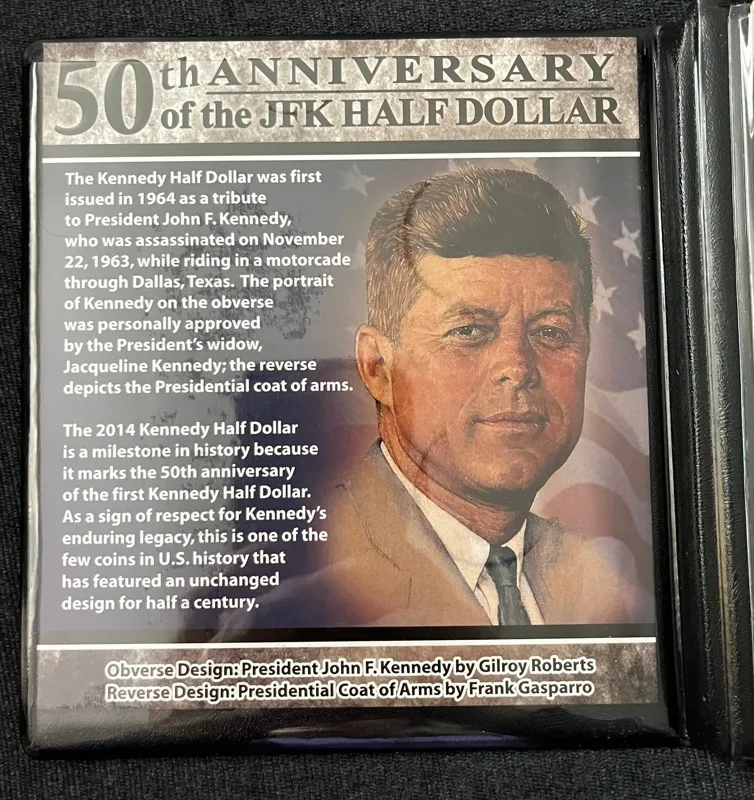 50th ANNIVERSARY
of the JFK HALF DOLLAR
The Kennedy Half Dollar was first
issued in 1964 as a tribute
to President John F. Kennedy,
who was assassinated on November
22, 1963, while riding in a motorcade
through Dallas, Texas. The portrait
of Kennedy on the obverse
was personally approved
by the President's widow,
Jacqueline Kennedy; the reverse
depicts the Presidential coat of arms.
The 2014 Kennedy Half Dollar
is a milestone in history because
it marks the 50th anniversary
of the first Kennedy Half Dollar.
As a sign of respect for Kennedy's
enduring legacy, this is one of the
few coins in U.S. history that
has featured an unchanged
design for half a century.
Obverse Design: President John F. Kennedy by Gilroy Roberts
Reverse Design: Presidential Coat of Arms by Frank Gasparro